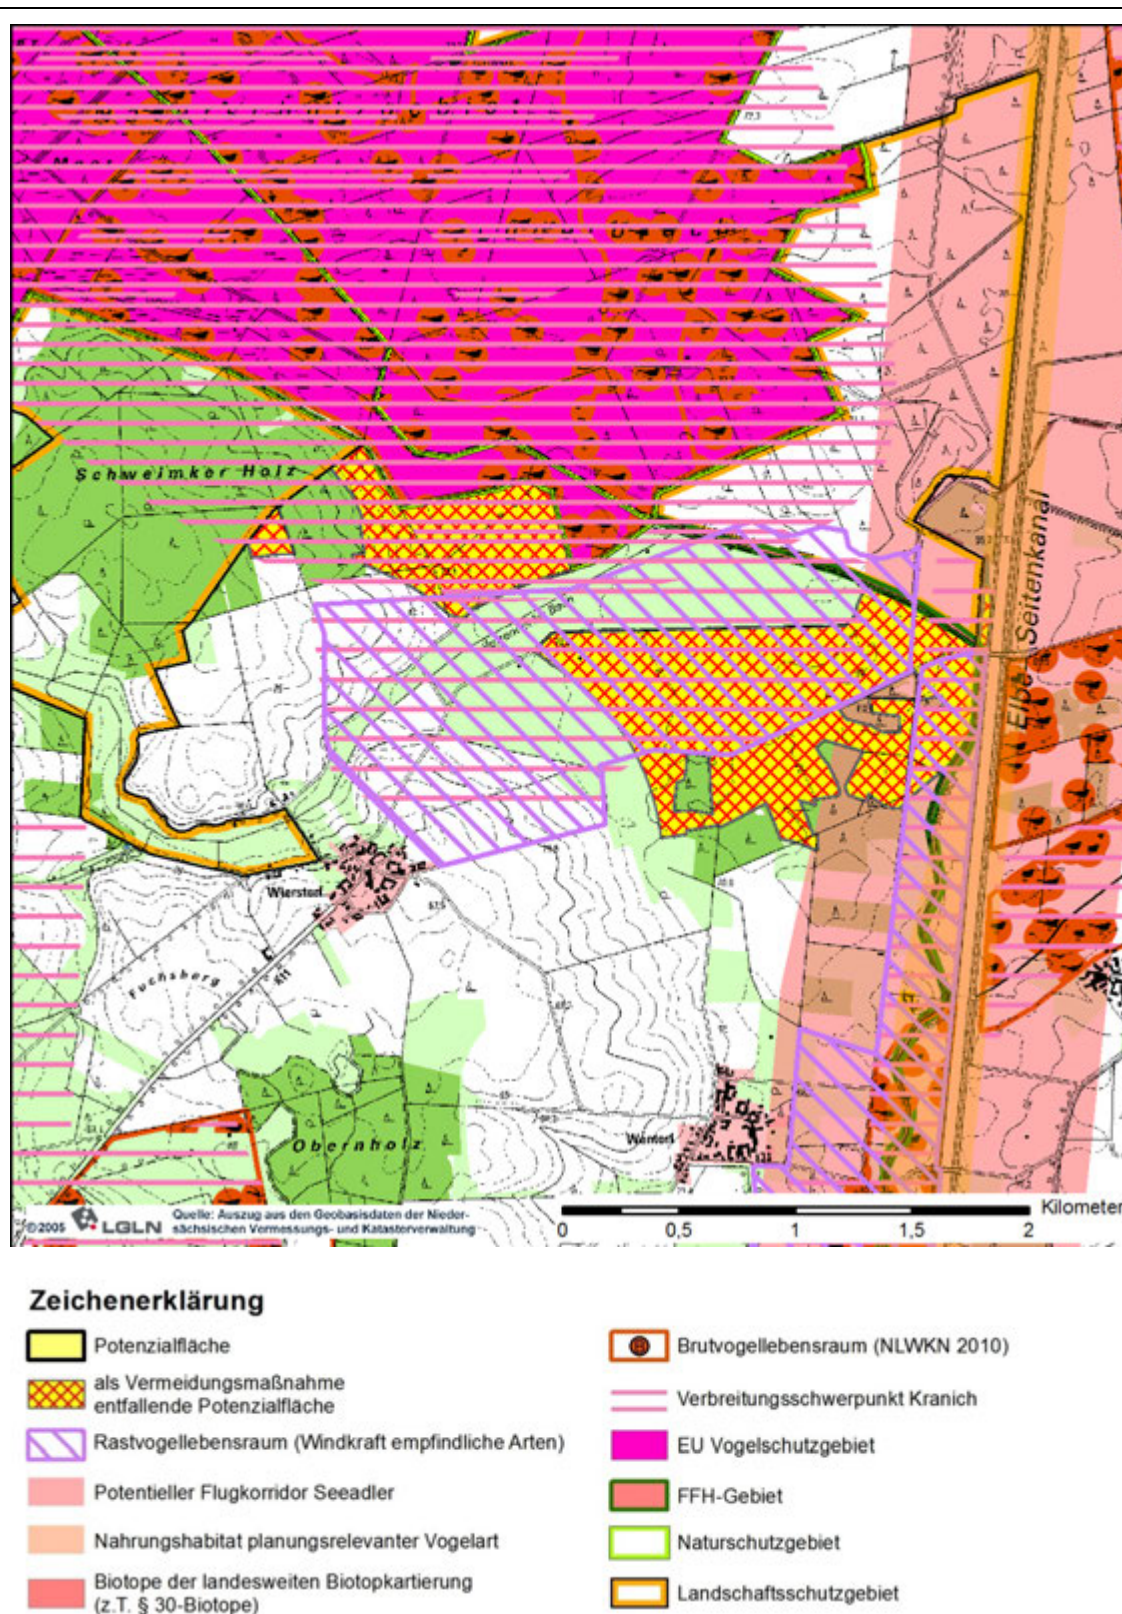 Schweimker Holz
Elbe-Seitenkanal
Wierstorf
Fuchsberg
K11
Obernholz
Wentorf
©2005 LGLN
Quelle: Auszug aus den Geobasisdaten der Nieder-
sächsischen Vermessungs- und Katasterverwaltung
Kilometer
0 0,5 1 1,5 2
Zeichenerklärung
Potenzialfläche
als Vermeidungsmaßnahme
entfallende Potenzialfläche
Rastvogellebensraum (Windkraft empfindliche Arten)
Potentieller Flugkorridor Seeadler
Nahrungshabitat planungsrelevanter Vogelart
Biotope der landesweiten Biotopkartierung
(z.T. § 30-Biotope)
Brutvogellebensraum (NLWKN 2010)
Verbreitungsschwerpunkt Kranich
EU Vogelschutzgebiet
FFH-Gebiet
Naturschutzgebiet
Landschaftsschutzgebiet